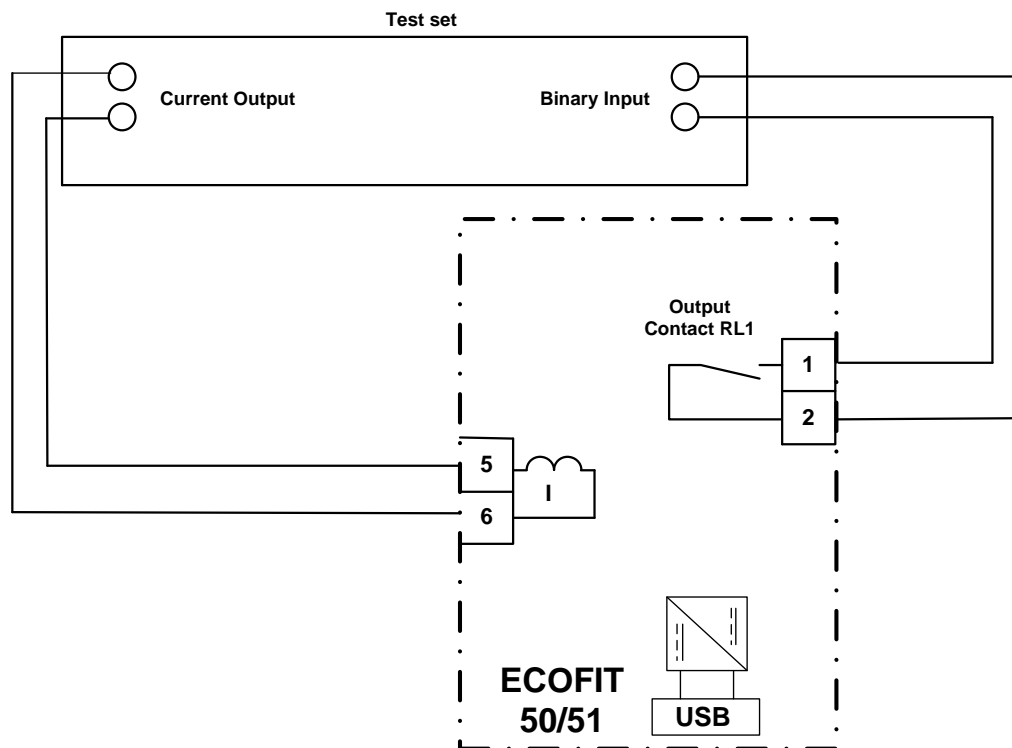 Test set
Current Output
Binary Input
Output
Contact RL1
1
2
5
I
6
ECOFIT
50/51
USB